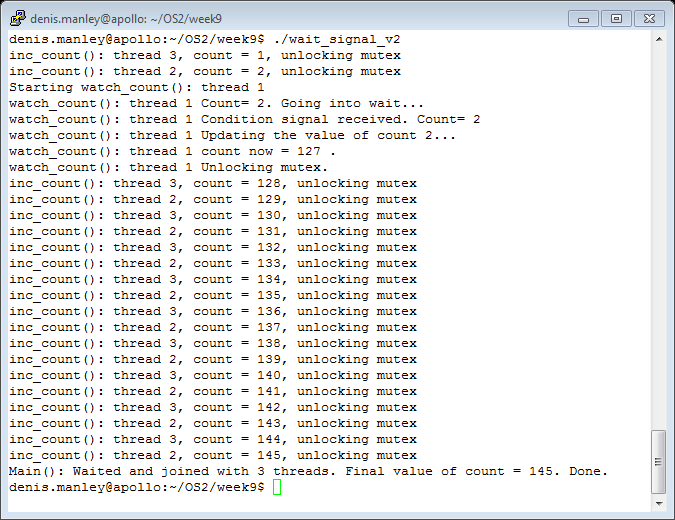 denis.manley@apollo:~/OS2/week9
denis.manley@apollo:~/OS2/week9$ ./wait_signal_v2
inc_count(): thread 3, count = 1, unlocking mutex
inc_count(): thread 2, count = 2, unlocking mutex
Starting watch_count(): thread 1
watch_count(): thread 1 Count= 2. Going into wait...
watch_count(): thread 1 Condition signal received. Count= 2
watch_count(): thread 1 Updating the value of count 2...
watch_count(): thread 1 count now = 127 .
watch_count(): thread 1 Unlocking mutex.
inc_count(): thread 3, count = 128, unlocking mutex
inc_count(): thread 2, count = 129, unlocking mutex
inc_count(): thread 3, count = 130, unlocking mutex
inc_count(): thread 2, count = 131, unlocking mutex
inc_count(): thread 3, count = 132, unlocking mutex
inc_count(): thread 2, count = 133, unlocking mutex
inc_count(): thread 3, count = 134, unlocking mutex
inc_count(): thread 2, count = 135, unlocking mutex
inc_count(): thread 3, count = 136, unlocking mutex
inc_count(): thread 2, count = 137, unlocking mutex
inc_count(): thread 3, count = 138, unlocking mutex
inc_count(): thread 2, count = 139, unlocking mutex
inc_count(): thread 3, count = 140, unlocking mutex
inc_count(): thread 2, count = 141, unlocking mutex
inc_count(): thread 3, count = 142, unlocking mutex
inc_count(): thread 2, count = 143, unlocking mutex
inc_count(): thread 3, count = 144, unlocking mutex
inc_count(): thread 2, count = 145, unlocking mutex
Main(): Waited and joined with 3 threads. Final value of count = 145. Done.
denis.manley@apollo:~/OS2/week9$